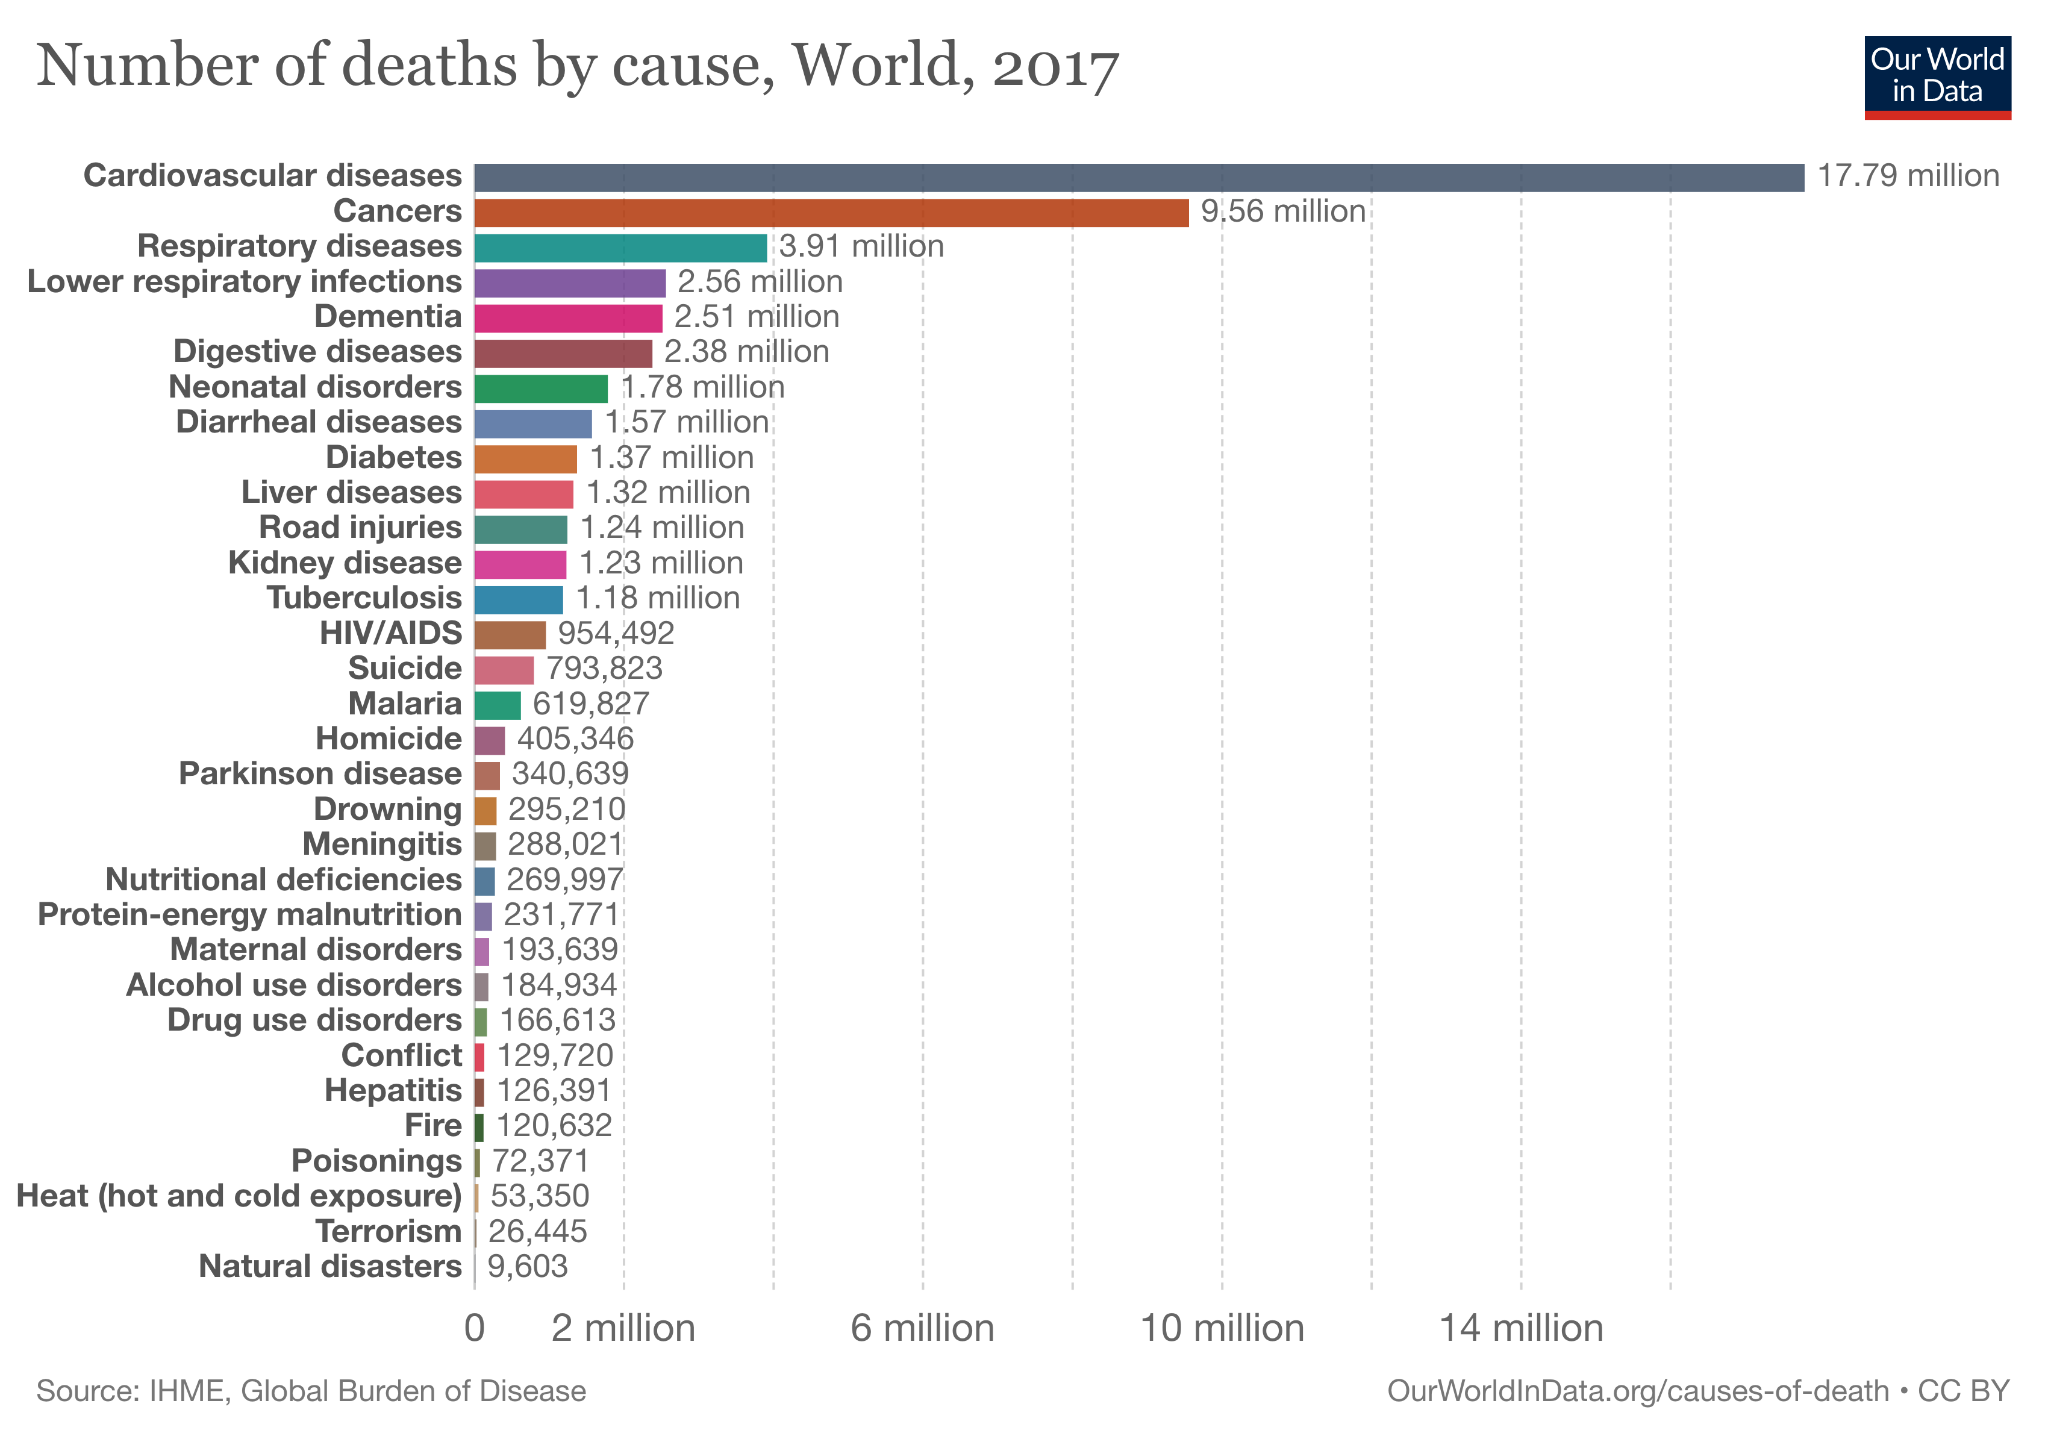 Number of deaths by cause, World, 2017
Our World
in Data
Cardiovascular diseases 17.79 million
Cancers 9.56 million
Respiratory diseases 3.91 million
Lower respiratory infections 2.56 million
Dementia 2.51 million
Digestive diseases 2.38 million
Neonatal disorders 1.78 million
Diarrheal diseases 1.57 million
Diabetes 1.37 million
Liver diseases 1.32 million
Road injuries 1.24 million
Kidney disease 1.23 million
Tuberculosis 1.18 million
HIV/AIDS 954,492
Suicide 793,823
Malaria 619,827
Homicide 405,346
Parkinson disease 340,639
Drowning 295,210
Meningitis 288,021
Nutritional deficiencies 269,997
Protein-energy malnutrition 231,771
Maternal disorders 193,639
Alcohol use disorders 184,934
Drug use disorders 166,613
Conflict 129,720
Hepatitis 126,391
Fire 120,632
Poisonings 72,371
Heat (hot and cold exposure) 53,350
Terrorism 26,445
Natural disasters 9,603
0 2 million 6 million 10 million 14 million
Source: IHME, Global Burden of Disease
OurWorldInData.org/causes-of-death • CC BY